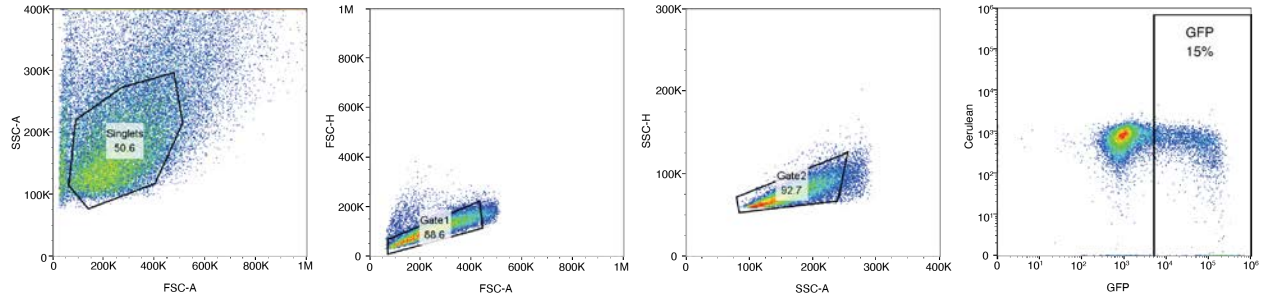 400K
300K
200K
100K
0
SSC-A
Singlets
50.6
0
200K
400K
600K
800K
1M
FSC-A
1M
800K
600K
400K
200K
0
FSC-H
Gate1
88.6
0
200K
400K
600K
800K
1M
FSC-A
300K
200K
100K
0
SSC-H
Gate2
92.7
0
100K
200K
300K
400K
SSC-A
10⁶
10⁵
10⁴
10³
10²
10¹
0
Cerulean
GFP
15%
0
10¹
10²
10³
10⁴
10⁵
10⁶
GFP